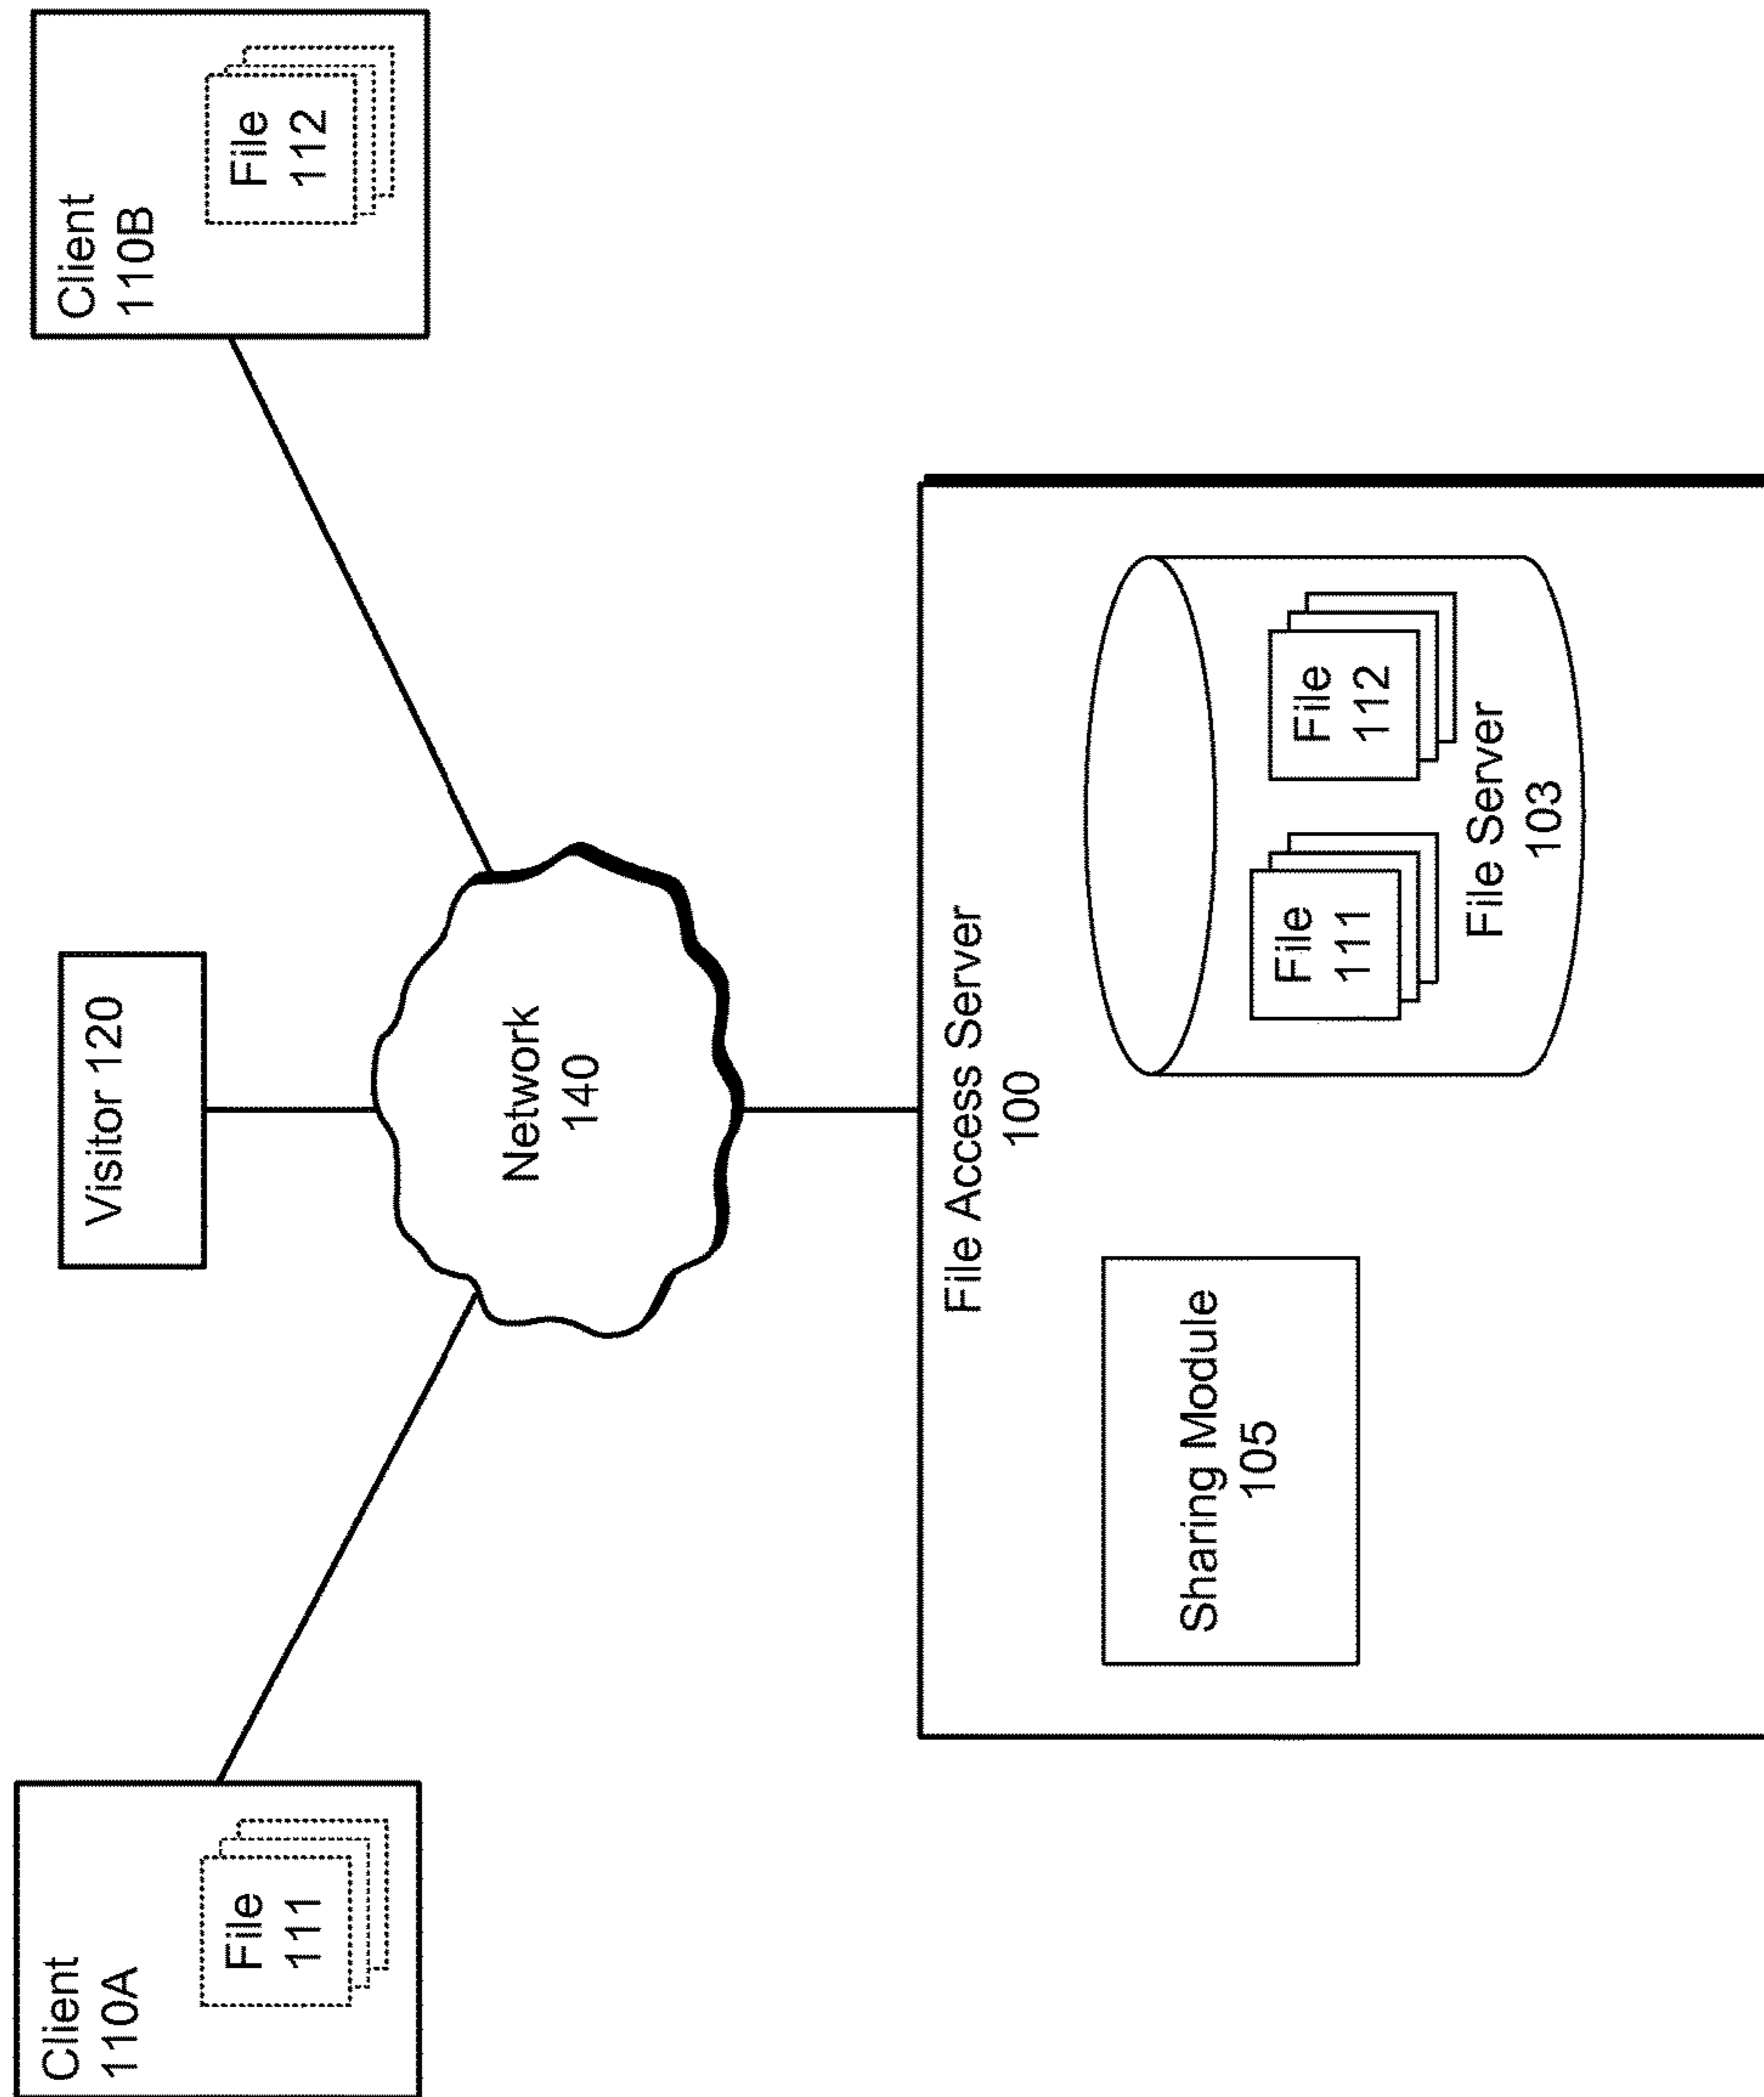 Client
110A
File
111
Visitor 120
Client
110B
File
112
Network
140
File Access Server
100
Sharing Module
105
File
111
File
112
File Server
103